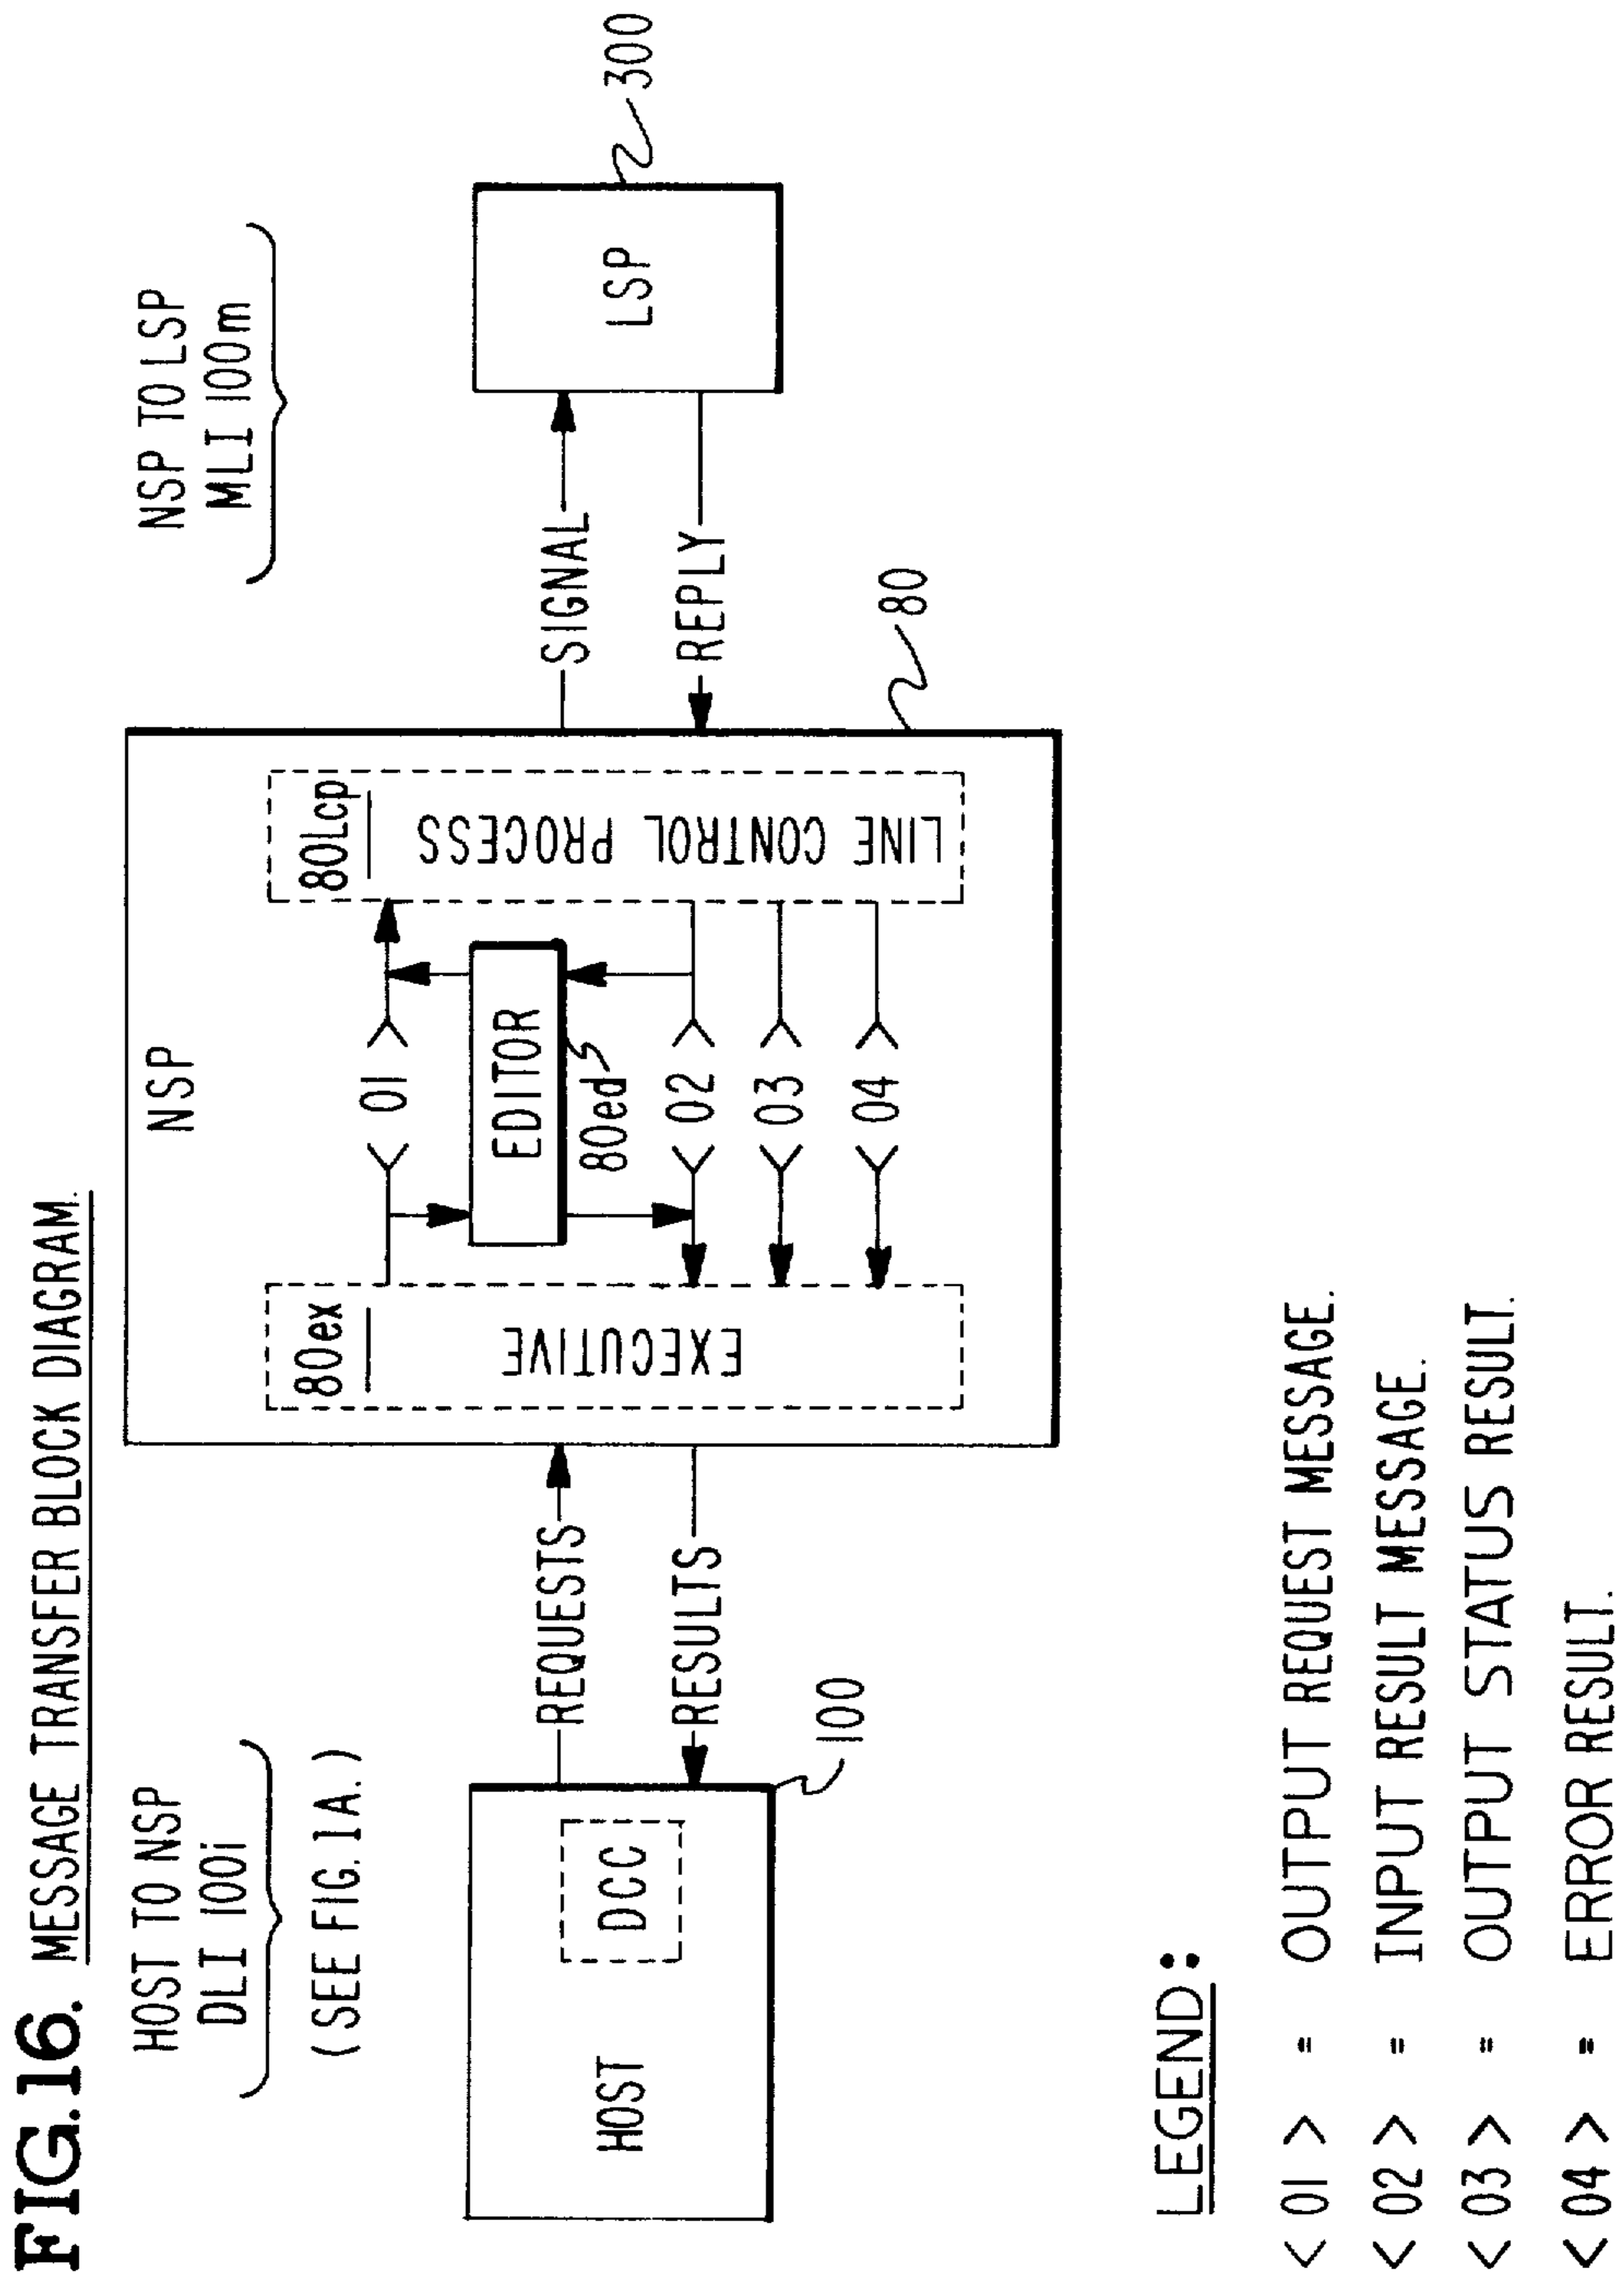 FIG.16. MESSAGE TRANSFER BLOCK DIAGRAM.
HOST TO NSP
DLI 100i
(SEE FIG. 1A.)
NSP TO LSP
MLI 100m
HOST
DCC
100
REQUESTS
RESULTS
NSP
80ex
EXECUTIVE
< 01 >
EDITOR
80ed
< 02 >
< 03 >
< 04 >
80Lcp
LINE CONTROL PROCESS
80
SIGNAL
REPLY
LSP
300
LEGEND:
< 01 > = OUTPUT REQUEST MESSAGE.
< 02 > = INPUT RESULT MESSAGE.
< 03 > = OUTPUT STATUS RESULT.
< 04 > = ERROR RESULT.